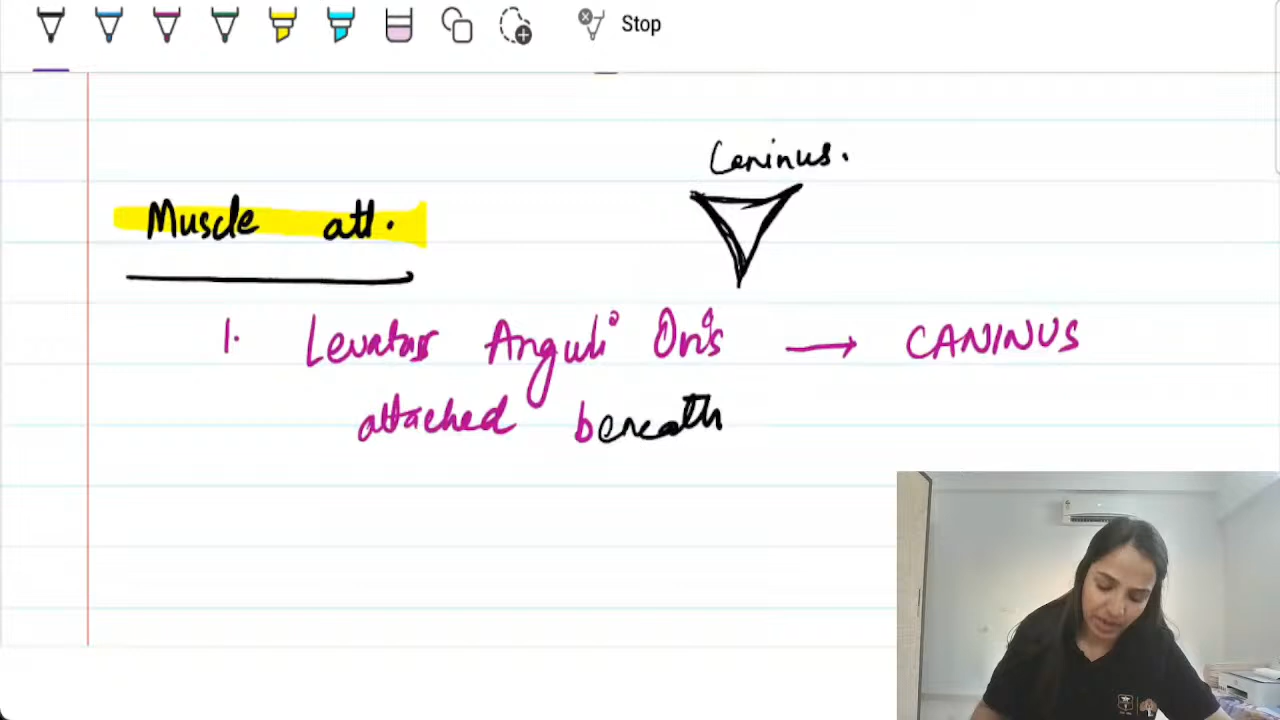 Stop
Caninus.
Muscle att.
1. Levator Anguli Oris → CANINUS
attached beneath